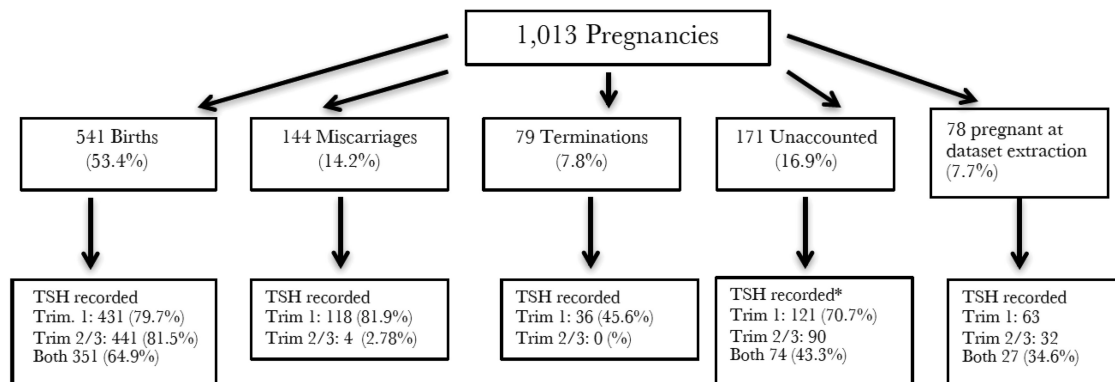 1,013 Pregnancies
541 Births
(53.4%)
144 Miscarriages
(14.2%)
79 Terminations
(7.8%)
171 Unaccounted
(16.9%)
78 pregnant at
dataset extraction
(7.7%)
TSH recorded
Trim. 1: 431 (79.7%)
Trim 2/3: 441 (81.5%)
Both 351 (64.9%)
TSH recorded
Trim 1: 118 (81.9%)
Trim 2/3: 4 (2.78%)
TSH recorded
Trim 1: 36 (45.6%)
Trim 2/3: 0 (%)
TSH recorded*
Trim 1: 121 (70.7%)
Trim 2/3: 90
Both 74 (43.3%)
TSH recorded
Trim 1: 63
Trim 2/3: 32
Both 27 (34.6%)